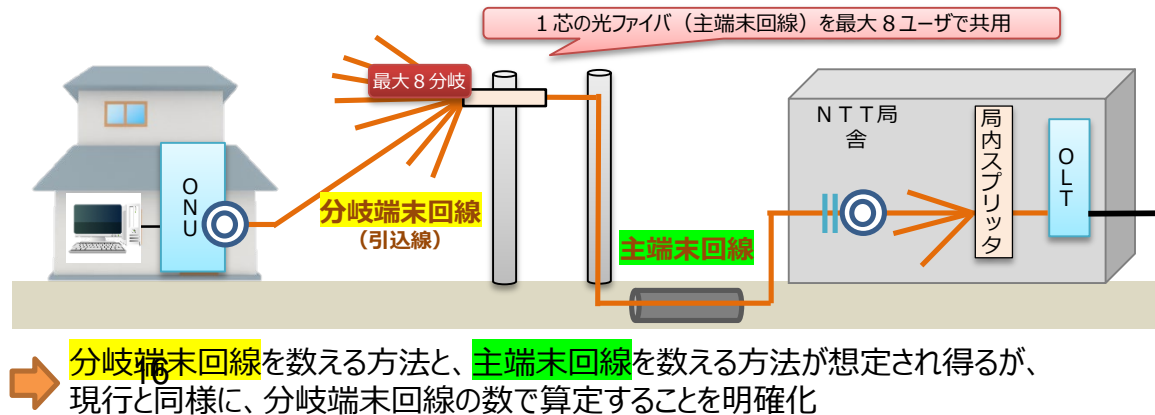 1芯の光ファイバ（主端末回線）を最大8ユーザで共用
最大8分岐
NTT局
舎
局内スプリッタ
OLT
ONU
分岐端末回線
（引込線）
主端末回線
分岐端末回線を数える方法と、主端末回線を数える方法が想定され得るが、
16
現行と同様に、分岐端末回線の数で算定することを明確化